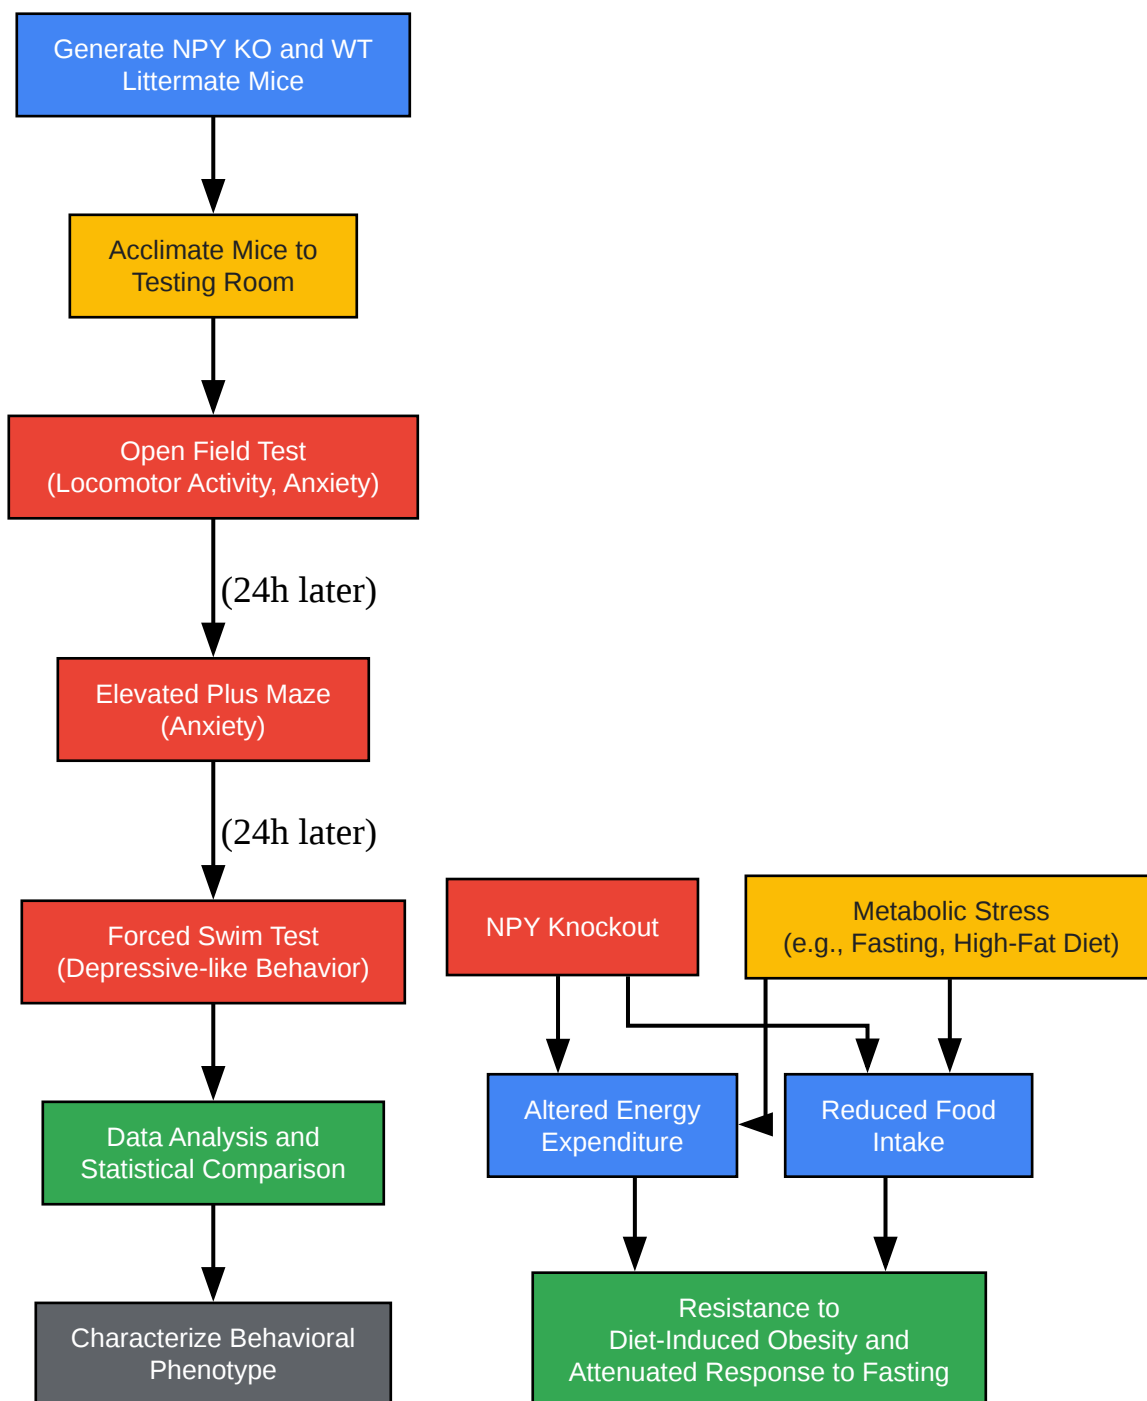 Generate NPY KO and WT
Littermate Mice
Acclimate Mice to
Testing Room
Open Field Test
(Locomotor Activity, Anxiety)
(24h later)
Elevated Plus Maze
(Anxiety)
(24h later)
Forced Swim Test
(Depressive-like Behavior)
Data Analysis and
Statistical Comparison
Characterize Behavioral
Phenotype
NPY Knockout
Metabolic Stress
(e.g., Fasting, High-Fat Diet)
Altered Energy
Expenditure
Reduced Food
Intake
Resistance to
Diet-Induced Obesity and
Attenuated Response to Fasting